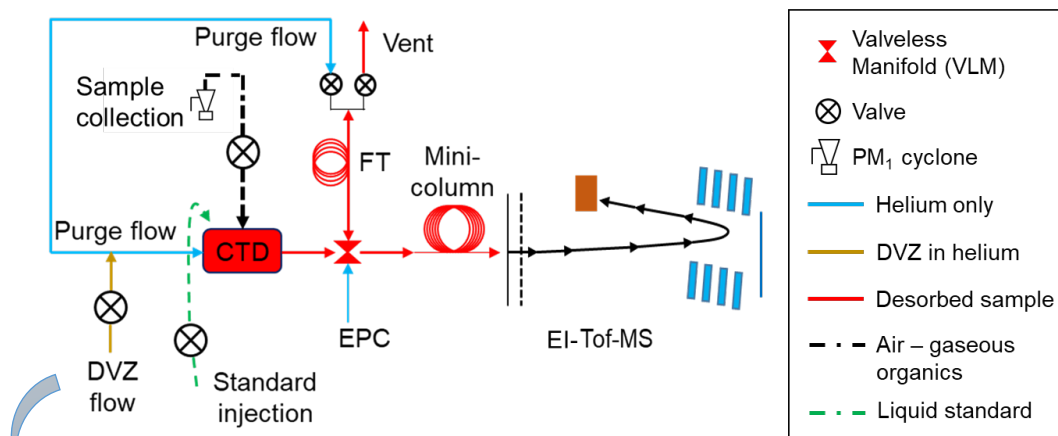 Purge flow
Vent
Sample
collection
FT
Mini-
column
Purge flow
CTD
EPC
EI-Tof-MS
DVZ
flow
Standard
injection
Valveless
Manifold (VLM)
Valve
PM₁ cyclone
Helium only
DVZ in helium
Desorbed sample
Air – gaseous
organics
Liquid standard